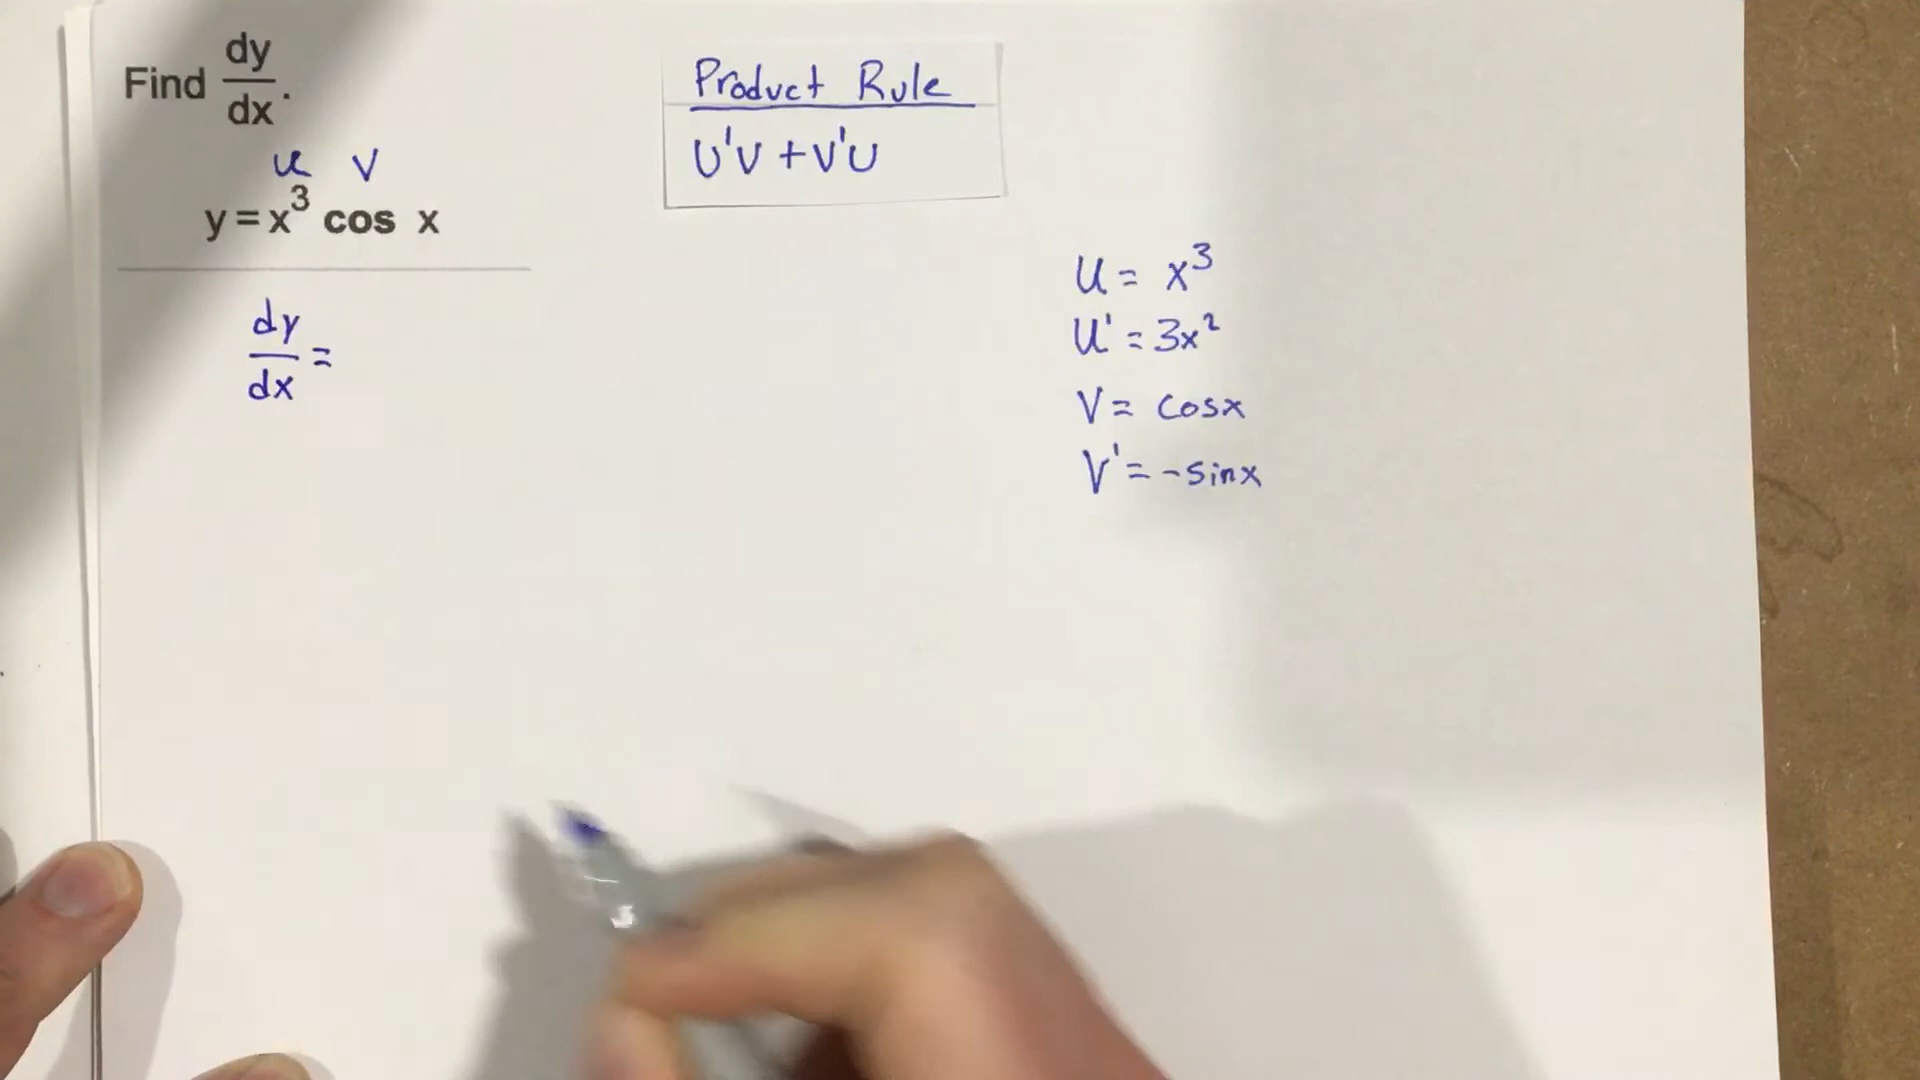 Find dy/dx.
u v
y = x³ cos x
dy/dx =
Product Rule
U'V + V'U
U = x³
U' = 3x²
V = cosx
V' = -sinx